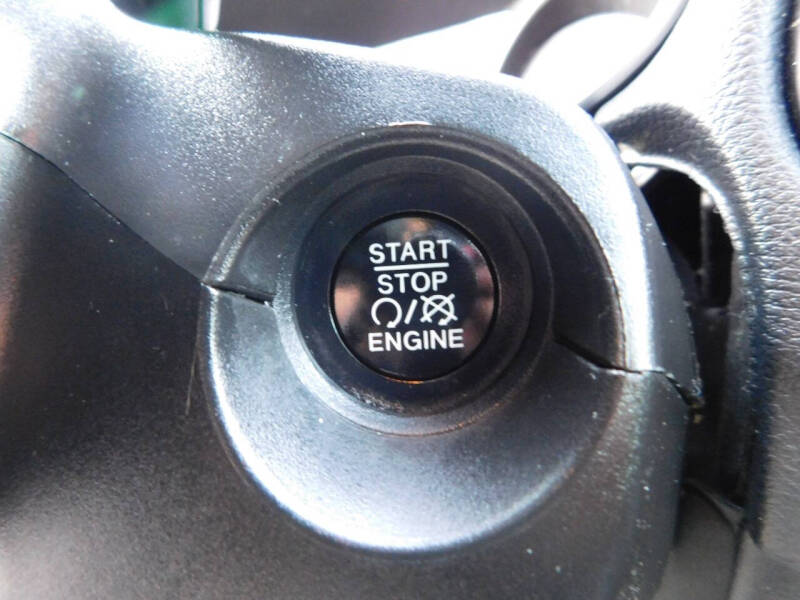 START
STOP
/
ENGINE